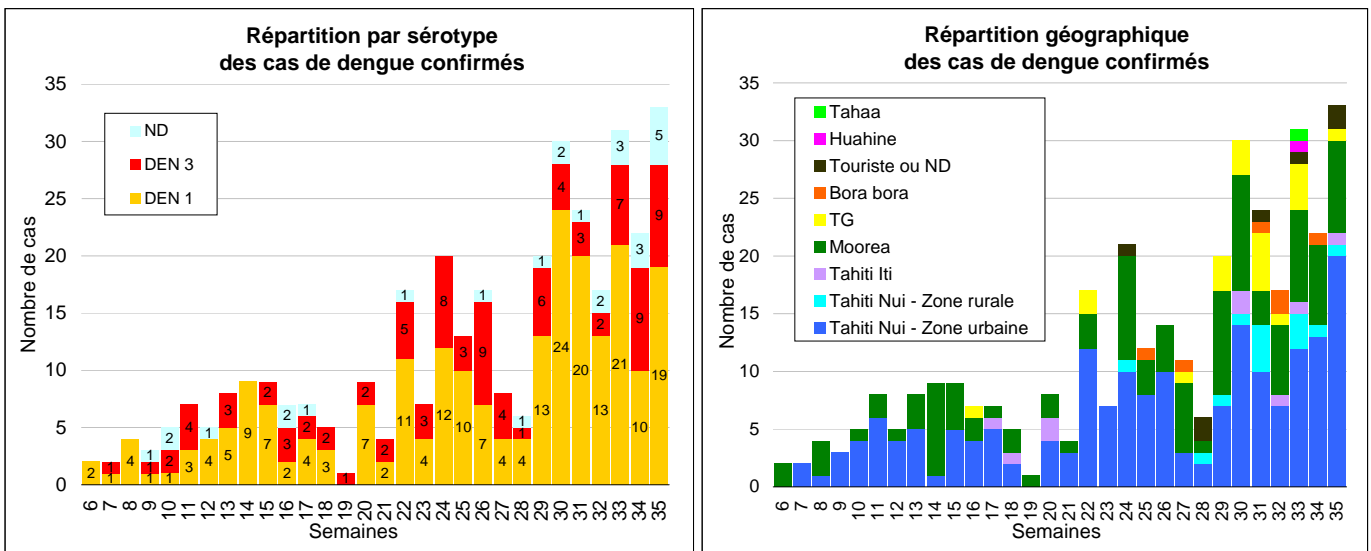 Répartition par sérotype
des cas de dengue confirmés
Nombre de cas
35
30
25
20
15
10
5
0
ND
DEN 3
DEN 1
2
1 1
4
1 1 1
1 2 2
3 4
4 1
5 3
9
7 2
2 3 2
4 2 1
3 2
1
7 2
2 2
11 5 1
4 3
12 8
10 3
7 9 1
4 4
4 1 1
13 6 1
24 4 2
20 3 1
13 2 2
21 7 3
10 9 3
19 9 5
6 7 8 9 10 11 12 13 14 15 16 17 18 19 20 21 22 23 24 25 26 27 28 29 30 31 32 33 34 35
Semaines
Répartition géographique
des cas de dengue confirmés
Nombre de cas
35
30
25
20
15
10
5
0
Tahaa
Huahine
Touriste ou ND
Bora bora
TG
Moorea
Tahiti Iti
Tahiti Nui - Zone rurale
Tahiti Nui - Zone urbaine
6 7 8 9 10 11 12 13 14 15 16 17 18 19 20 21 22 23 24 25 26 27 28 29 30 31 32 33 34 35
Semaines